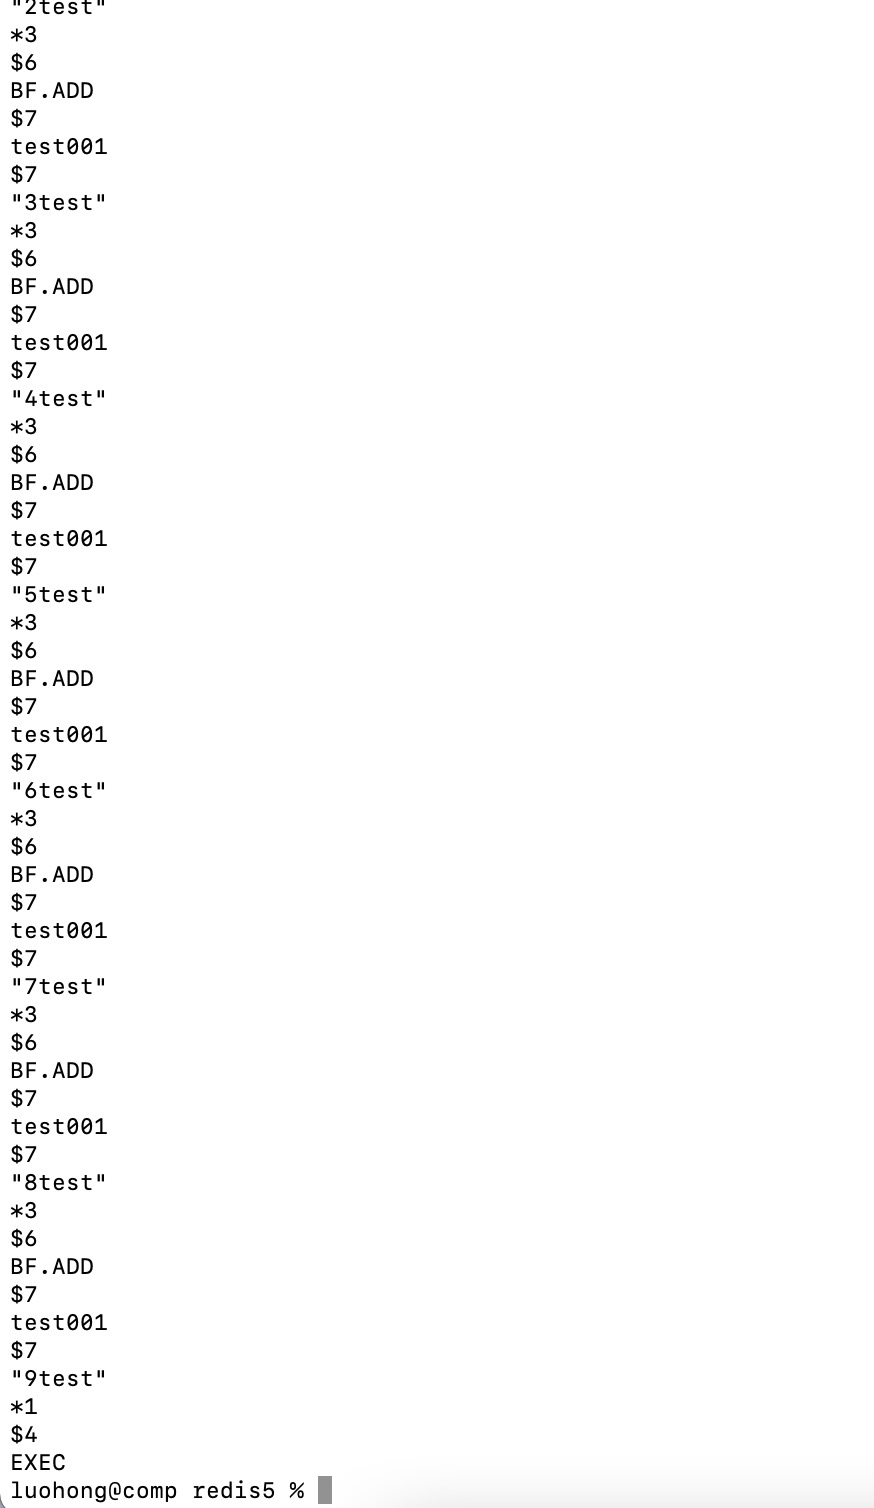 "2test"
*3
$6
BF.ADD
$7
test001
$7
"3test"
*3
$6
BF.ADD
$7
test001
$7
"4test"
*3
$6
BF.ADD
$7
test001
$7
"5test"
*3
$6
BF.ADD
$7
test001
$7
"6test"
*3
$6
BF.ADD
$7
test001
$7
"7test"
*3
$6
BF.ADD
$7
test001
$7
"8test"
*3
$6
BF.ADD
$7
test001
$7
"9test"
*1
$4
EXEC
luohong@comp redis5 %